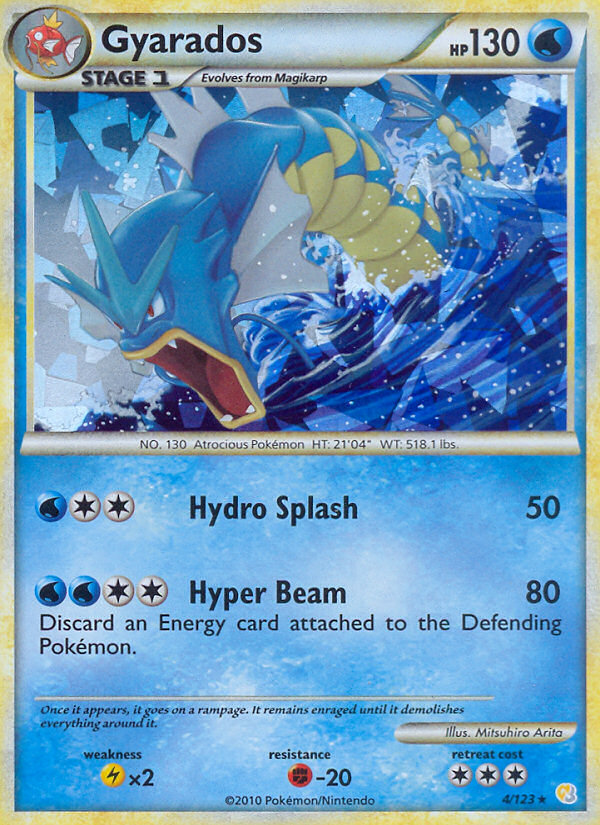 Gyarados
HP130
STAGE 1
Evolves from Magikarp
NO. 130 Atrocious Pokémon HT: 21'04" WT: 518.1 lbs.
Hydro Splash 50
Hyper Beam 80
Discard an Energy card attached to the Defending
Pokémon.
Once it appears, it goes on a rampage. It remains enraged until it demolishes
everything around it.
Illus. Mitsuhiro Arita
weakness resistance retreat cost
×2 -20
4/123 ★
©2010 Pokémon/Nintendo